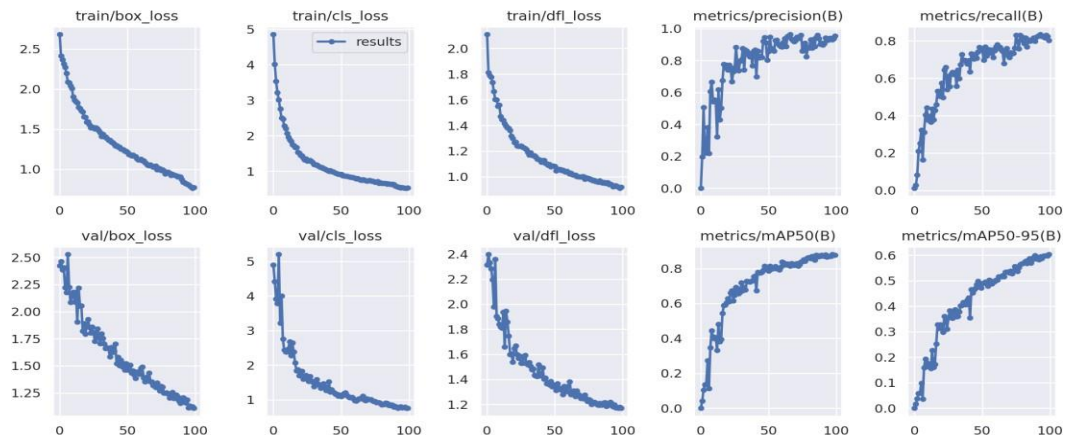 train/box_loss
train/cls_loss
train/dfl_loss
metrics/precision(B)
metrics/recall(B)
2.5
2.0
1.5
1.0
0 50 100
results
5
4
3
2
1
0 50 100
2.0
1.8
1.6
1.4
1.2
1.0
0 50 100
1.0
0.8
0.6
0.4
0.2
0.0
0 50 100
0.8
0.6
0.4
0.2
0.0
0 50 100
val/box_loss
val/cls_loss
val/dfl_loss
metrics/mAP50(B)
metrics/mAP50-95(B)
2.50
2.25
2.00
1.75
1.50
1.25
0 50 100
5
4
3
2
1
0 50 100
2.4
2.2
2.0
1.8
1.6
1.4
1.2
0 50 100
0.8
0.6
0.4
0.2
0.0
0 50 100
0.6
0.5
0.4
0.3
0.2
0.1
0.0
0 50 100